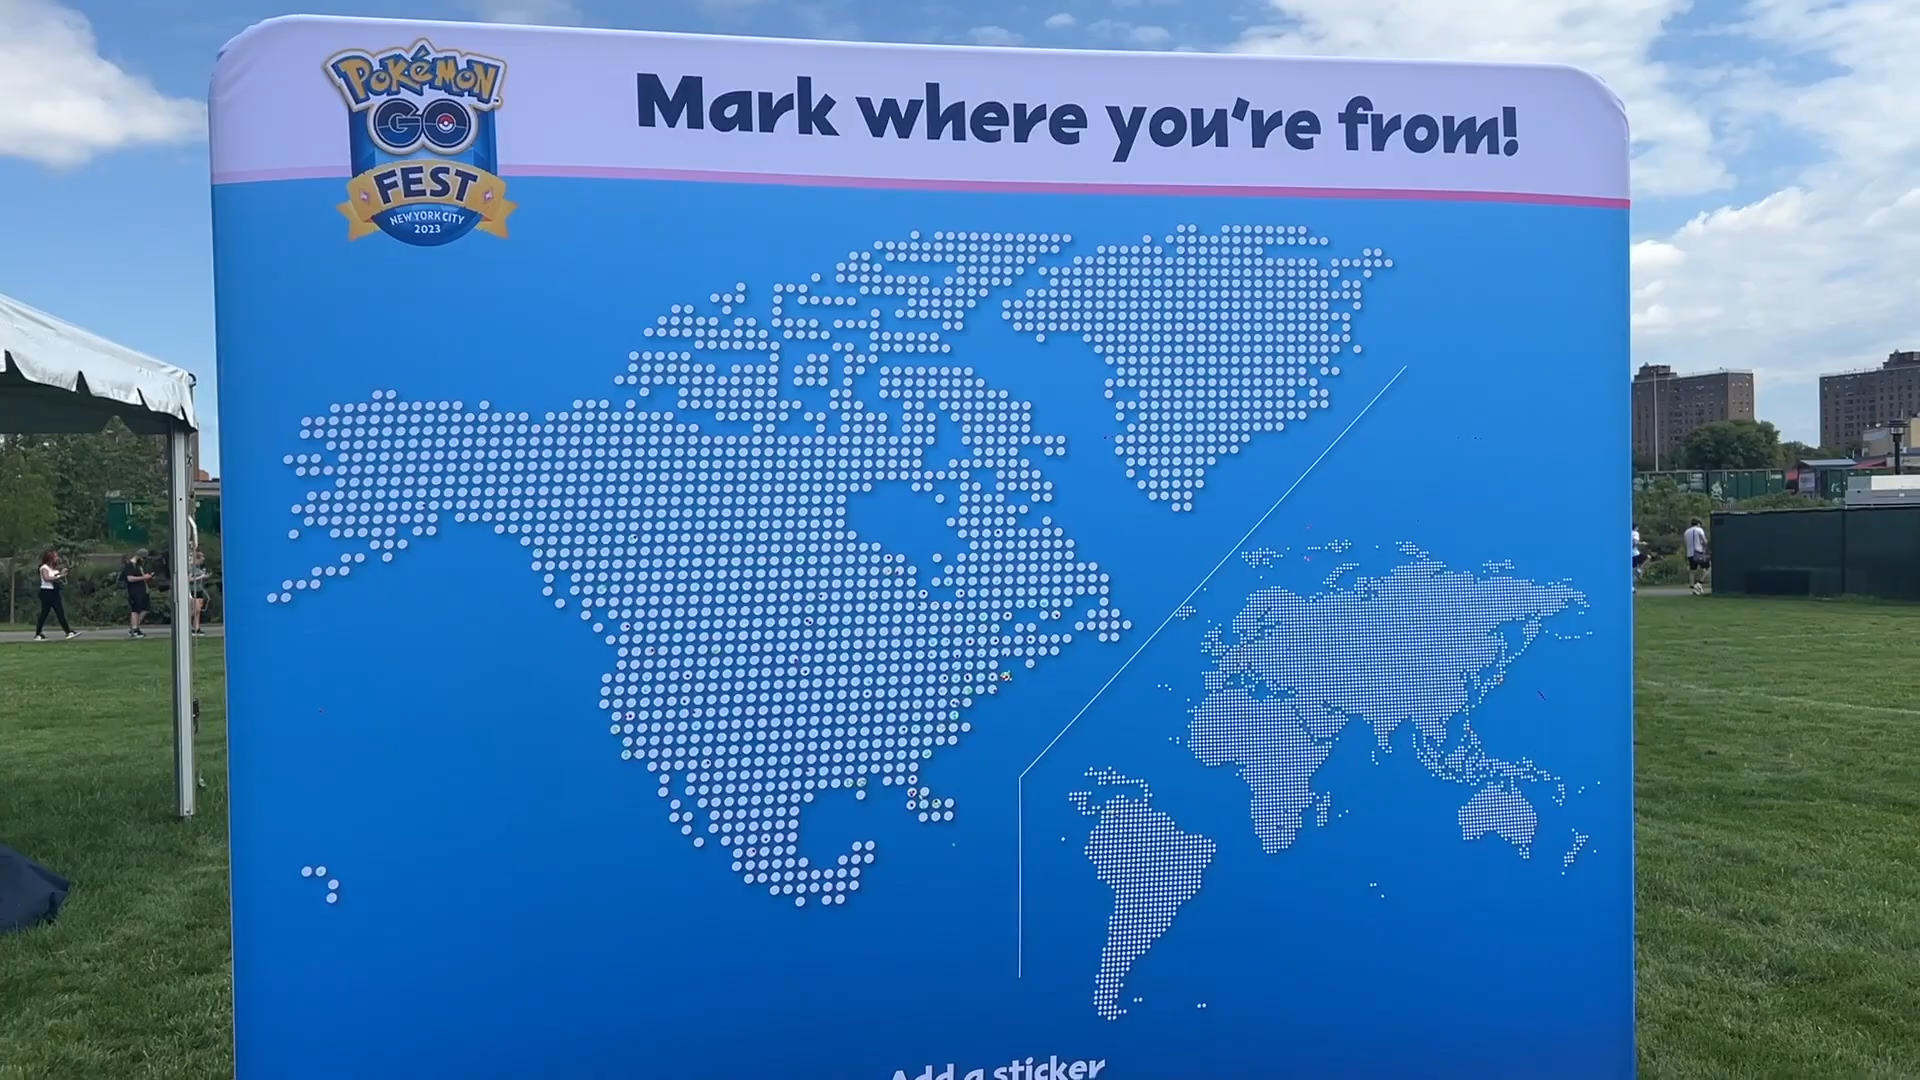 POKéMON
GO
FEST
NEW YORK CITY
2023
Mark where you're from!
Add a sticker